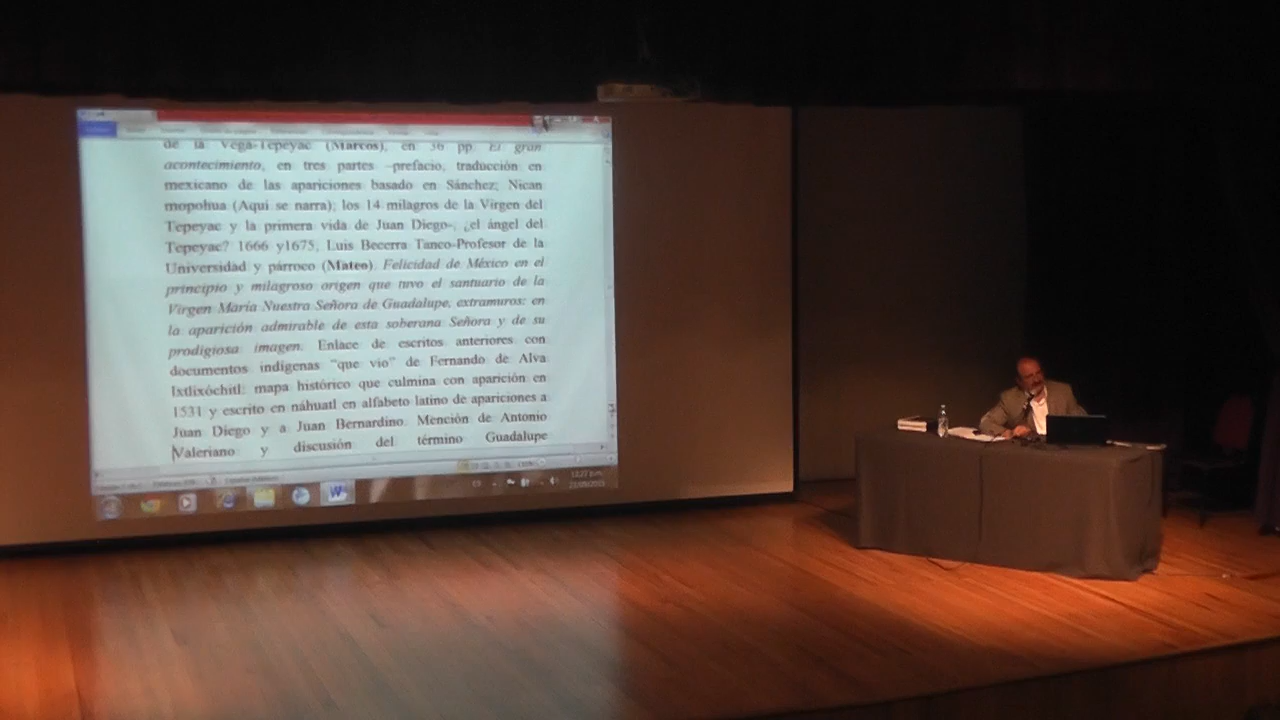 de la Vega-Tepeyac (Marcos), en 36 pp. El gran
acontecimiento, en tres partes –prefacio, traducción en
mexicano de las apariciones basado en Sánchez; Nican
mopohua (Aquí se narra); los 14 milagros de la Virgen del
Tepeyac y la primera vida de Juan Diego-, ¿el ángel del
Tepeyac? 1666 y1675, Luis Becerra Tanco-Profesor de la
Universidad y párroco (Mateo). Felicidad de México en el
principio y milagroso origen que tuvo el santuario de la
Virgen María Nuestra Señora de Guadalupe, extramuros: en
la aparición admirable de esta soberana Señora y de su
prodigiosa imagen. Enlace de escritos anteriores con
documentos indígenas "que vio" de Fernando de Alva
Ixtlixóchitl: mapa histórico que culmina con aparición en
1531 y escrito en náhuatl en alfabeto latino de apariciones a
Juan Diego y a Juan Bernardino. Mención de Antonio
Valeriano y discusión del término Guadalupe